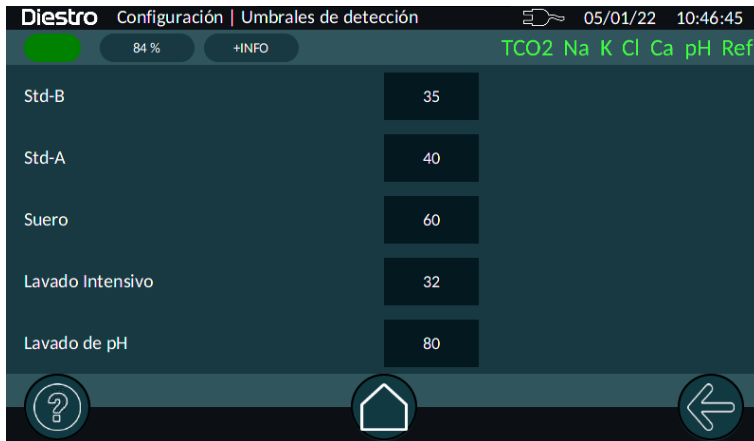 Diestro Configuración | Umbrales de detección 05/01/22 10:46:45
84 % +INFO TCO2 Na K Cl Ca pH Ref
Std-B 35
Std-A 40
Suero 60
Lavado Intensivo 32
Lavado de pH 80
?